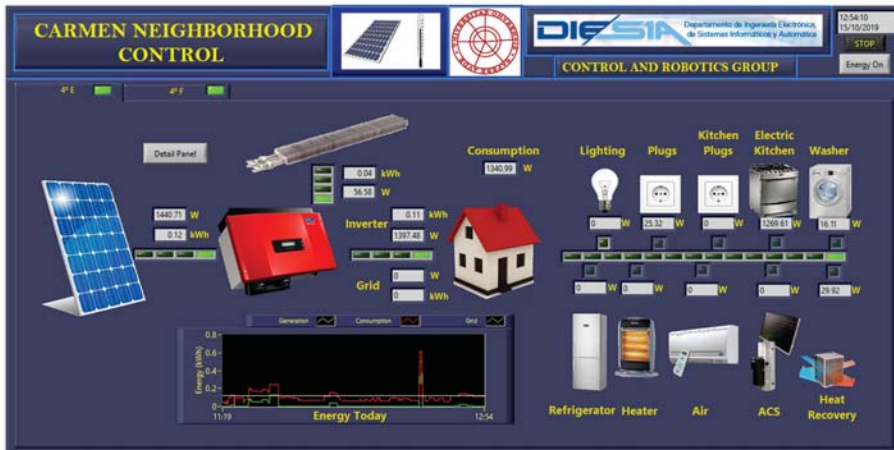 CARMEN NEIGHBORHOOD
CONTROL
DIESIA
Departamento de Ingeniería Electrónica,
de Sistemas Informáticos y Automática
CONTROL AND ROBOTICS GROUP
12:54:10
15/10/2019
STOP
Energy On
4º E
4º F
Detail Panel
0.04 kWh
56.58 W
Consumption
1340.99 W
Lighting
Plugs
Kitchen
Plugs
Electric
Kitchen
Washer
1440.71 W
0.12 kWh
Inverter
0.11 kWh
1397.48 W
Grid
0 W
0 kWh
0 W
25.32 W
0 W
1269.61 W
16.11 W
0 W
0 W
0 W
0 W
29.92 W
Refrigerator
Heater
Air
ACS
Heat
Recovery
Generation
Consumption
Grid
Energy (kWh)
0.8
0.6
0.4
0.2
0
11:19
Energy Today
12:54